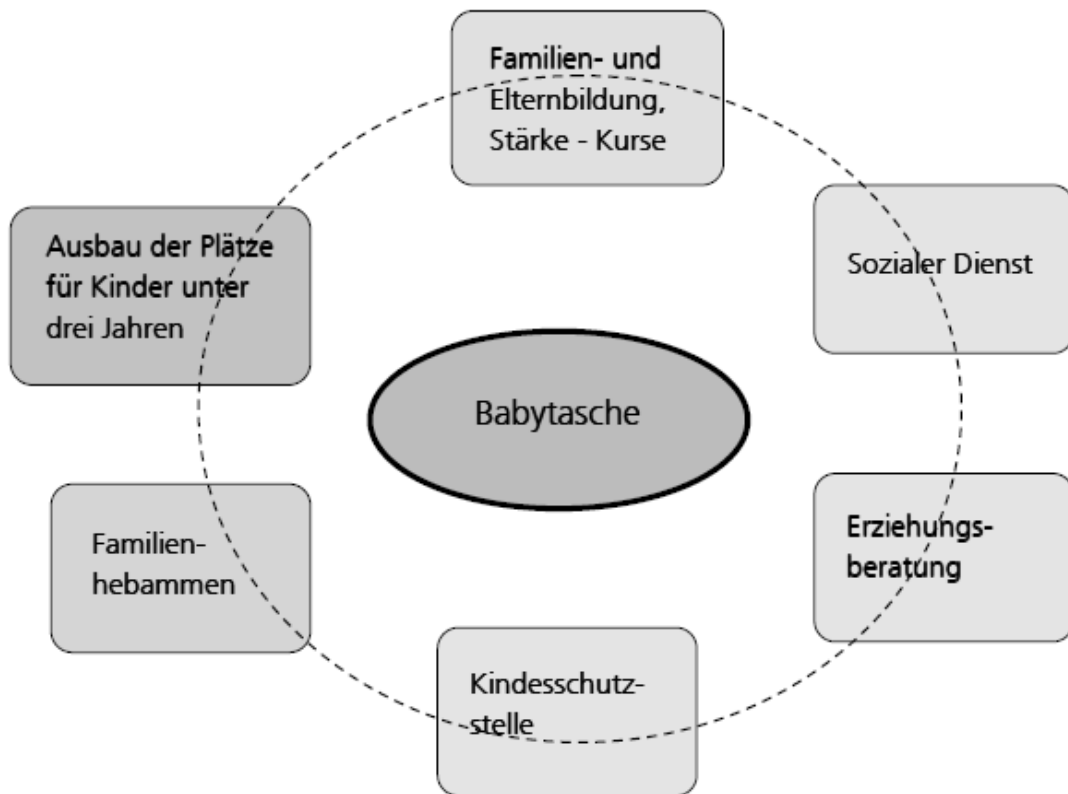 Familien- und
Elternbildung,
Stärke - Kurse
Sozialer Dienst
Erziehungs-
beratung
Kindesschutz-
stelle
Familien-
hebammen
Ausbau der Plätze
für Kinder unter
drei Jahren
Babytasche